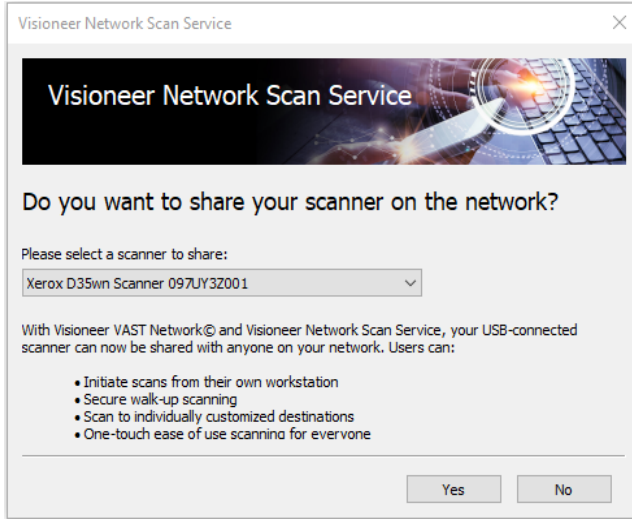 Visioneer Network Scan Service
Visioneer Network Scan Service
Do you want to share your scanner on the network?
Please select a scanner to share:
Xerox D35wn Scanner 097UY3Z001
With Visioneer VAST Network© and Visioneer Network Scan Service, your USB-connected
scanner can now be shared with anyone on your network. Users can:
• Initiate scans from their own workstation
• Secure walk-up scanning
• Scan to individually customized destinations
• One-touch ease of use scanning for everyone
Yes No